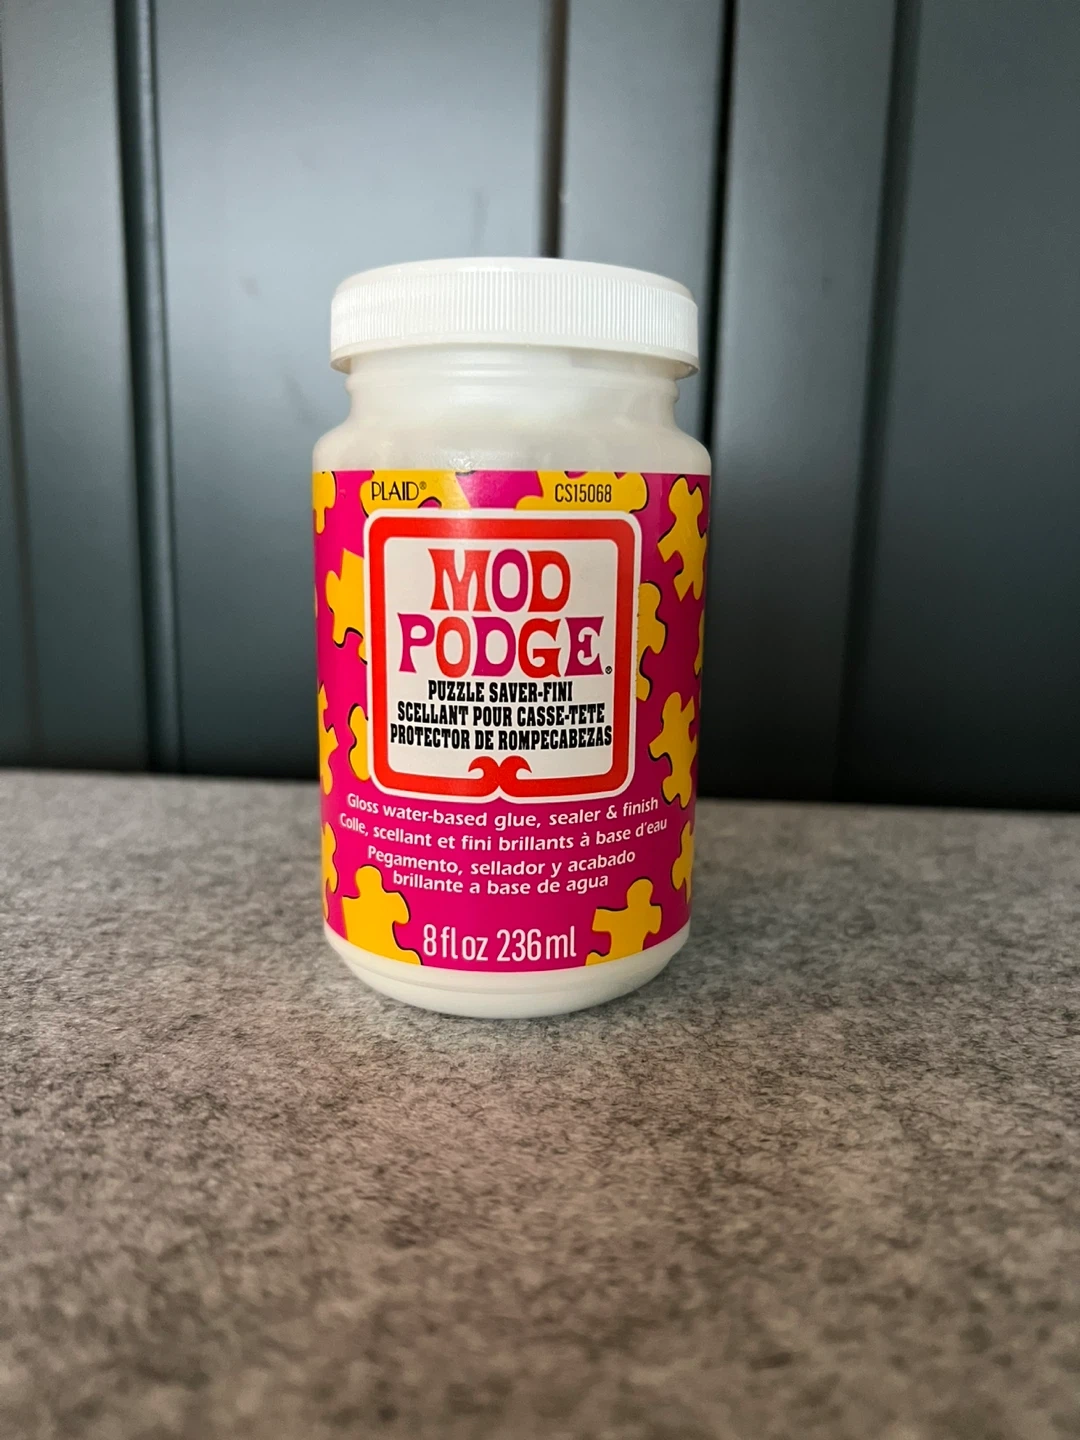 PLAID® CS15068
MOD
PODGE®
PUZZLE SAVER-FINI
SCELLANT POUR CASSE-TETE
PROTECTOR DE ROMPECABEZAS
Gloss water-based glue, sealer & finish
Colle, scellant et fini brillants à base d'eau
Pegamento, sellador y acabado
brillante a base de agua
8 fl oz 236 ml